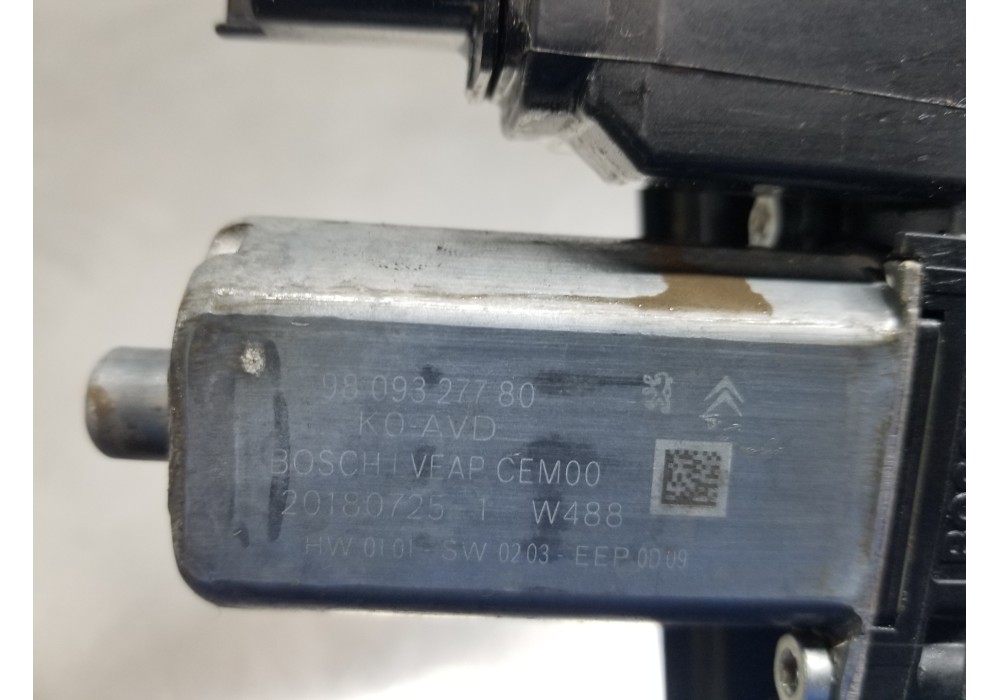 98 093 277 80
K0-AVD
BOSCH I VEAP CEM00
20180725 1 W488
HW 01 01 - SW 02 03 - EEP 00 09